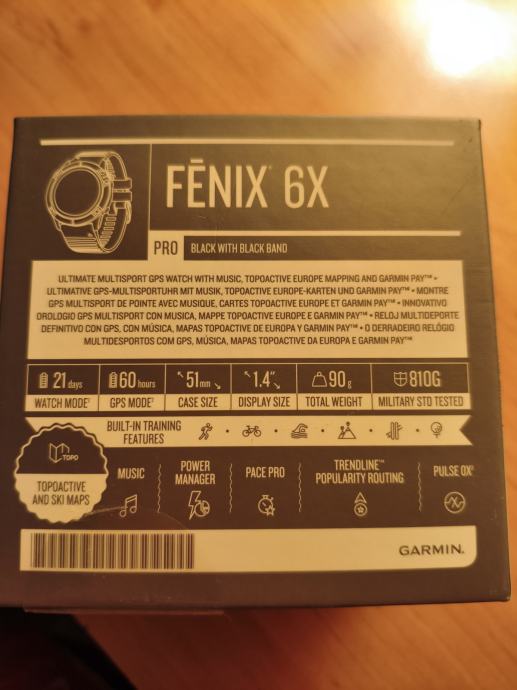 FĒNIX® 6X
PRO BLACK WITH BLACK BAND
ULTIMATE MULTISPORT GPS WATCH WITH MUSIC, TOPOACTIVE EUROPE MAPPING AND GARMIN PAY™ •
ULTIMATIVE GPS-MULTISPORTUHR MIT MUSIK, TOPOACTIVE EUROPE-KARTEN UND GARMIN PAY™ • MONTRE
GPS MULTISPORT DE POINTE AVEC MUSIQUE, CARTES TOPOACTIVE EUROPE ET GARMIN PAY™ • INNOVATIVO
OROLOGIO GPS MULTISPORT CON MUSICA, MAPPE TOPOACTIVE EUROPE E GARMIN PAY™ • RELOJ MULTIDEPORTE
DEFINITIVO CON GPS, CON MÚSICA, MAPAS TOPOACTIVE DE EUROPA Y GARMIN PAY™ • O DERRADEIRO RELÓGIO
MULTIDESPORTOS COM GPS, MÚSICA, MAPAS TOPOACTIVE DA EUROPA E GARMIN PAY™
21 days 60 hours 51mm 1.4" 90g 810G
WATCH MODE† GPS MODE† CASE SIZE DISPLAY SIZE TOTAL WEIGHT MILITARY STD TESTED
BUILT-IN TRAINING
FEATURES
TOPO
TOPOACTIVE
AND SKI MAPS
MUSIC
POWER
MANAGER
PACE PRO
TRENDLINE™
POPULARITY ROUTING
PULSE OX²
GARMIN.